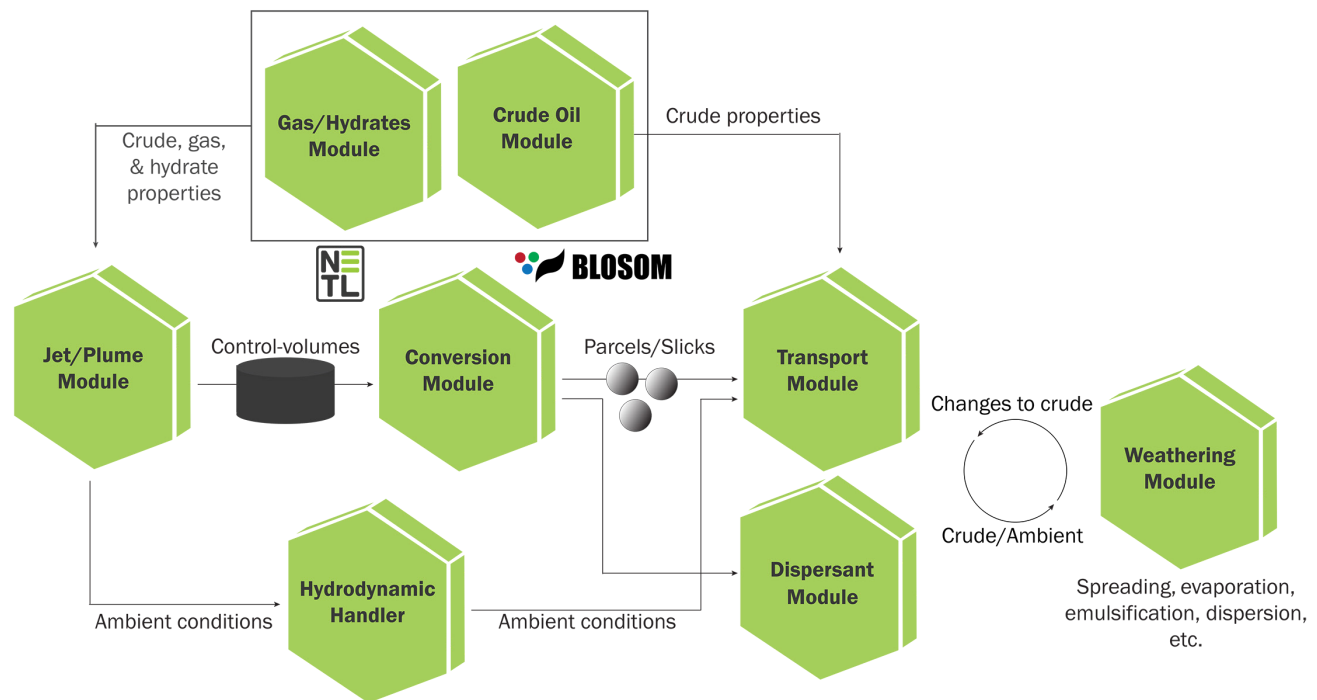 Gas/Hydrates
Module
Crude Oil
Module
Crude properties
Crude, gas,
& hydrate
properties
NE
TL
BLOSOM
Jet/Plume
Module
Control-volumes
Conversion
Module
Parcels/Slicks
Transport
Module
Changes to crude
Crude/Ambient
Weathering
Module
Spreading, evaporation,
emulsification, dispersion,
etc.
Hydrodynamic
Handler
Ambient conditions
Ambient conditions
Dispersant
Module